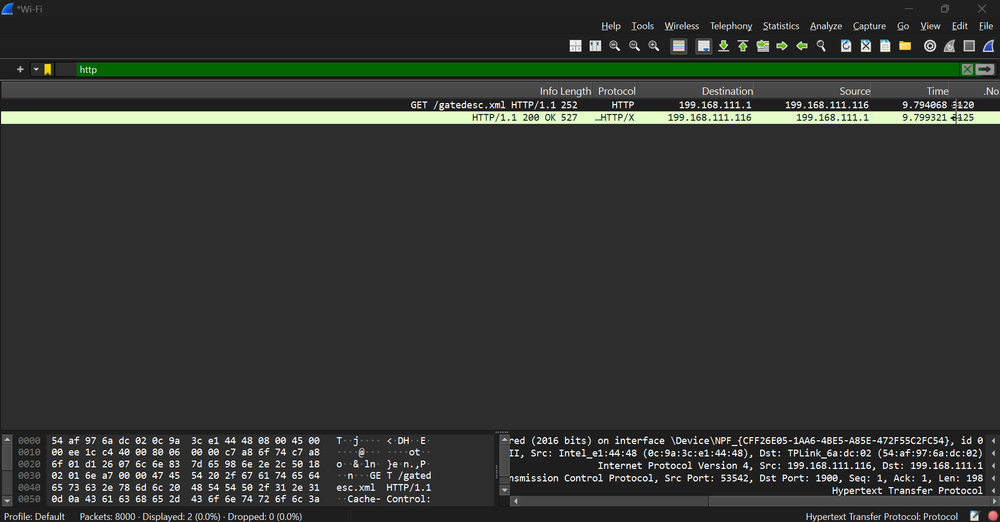 *Wi-Fi
Help Tools Wireless Telephony Statistics Analyze Capture Go View Edit File
http
Info Length Protocol Destination Source Time .No
GET /gatedesc.xml HTTP/1.1 252 HTTP 199.168.111.1 199.168.111.116 9.794068 3120
HTTP/1.1 200 OK 527 …HTTP/X 199.168.111.116 199.168.111.1 9.799321 3125
0000 54 af 97 6a dc 02 0c 9a 3c e1 44 48 08 00 45 00 T··j···· <·DH··E·
0010 00 ee 1c c4 40 00 80 06 00 00 c7 a8 6f 74 c7 a8 ····@··· ····ot··
0020 6f 01 d1 26 07 6c 6e 83 7d 65 98 6e 2e 2c 50 18 o··&·ln· }e·n.,P·
0030 02 01 6e a7 00 00 47 45 54 20 2f 67 61 74 65 64 ··n···GE T /gated
0040 65 73 63 2e 78 6d 6c 20 48 54 54 50 2f 31 2e 31 esc.xml HTTP/1.1
0050 0d 0a 43 61 63 68 65 2d 43 6f 6e 74 72 6f 6c 3a ··Cache- Control:
red (2016 bits) on interface \Device\NPF_{CFF26E05-1AA6-4BE5-A85E-472F55C2FC54}, id 0
II, Src: Intel_e1:44:48 (0c:9a:3c:e1:44:48), Dst: TPLink_6a:dc:02 (54:af:97:6a:dc:02)
Internet Protocol Version 4, Src: 199.168.111.116, Dst: 199.168.111.1
nsmission Control Protocol, Src Port: 53542, Dst Port: 1900, Seq: 1, Ack: 1, Len: 198
Hypertext Transfer Protocol
Profile: Default Packets: 8000 · Displayed: 2 (0.0%) · Dropped: 0 (0.0%) Hypertext Transfer Protocol: Protocol